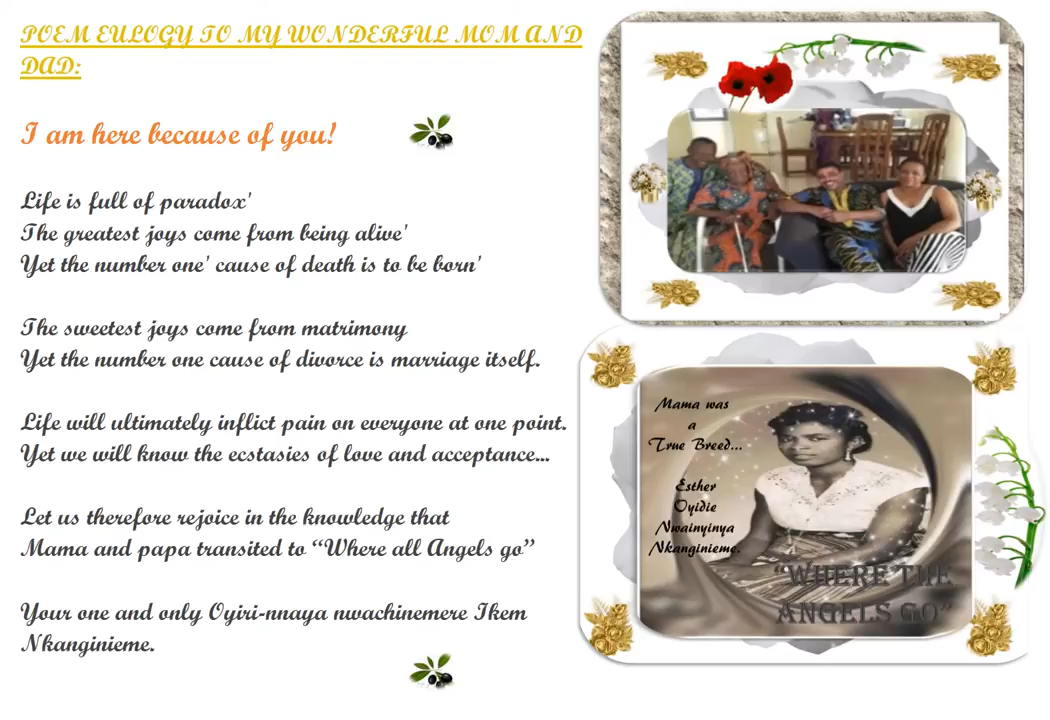 POEM EULOGY TO MY WONDERFUL MOM AND
DAD:
I am here because of you!
Life is full of paradox'
The greatest joys come from being alive'
Yet the number one' cause of death is to be born'
The sweetest joys come from matrimony
Yet the number one cause of divorce is marriage itself.
Life will ultimately inflict pain on everyone at one point.
Yet we will know the ecstasies of love and acceptance...
Let us therefore rejoice in the knowledge that
Mama and papa transited to “Where all Angels go”
Your one and only Oyiri-nnaya nwachinemere Ikem
Nkanginieme.
Mama was
a
True Breed...
Esther
Oyidie
Nwainyinya
Nkanginieme.
“WHERE THE
ANGELS GO”